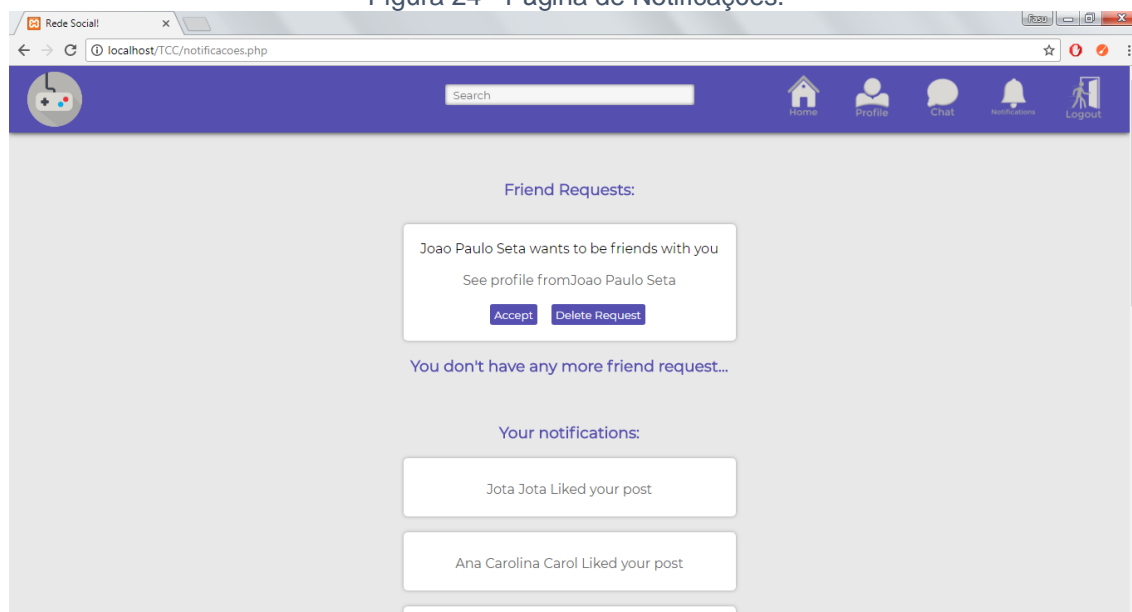 Figura 24 - Página de Notificações.
Rede Social!
Fasu
localhost/TCC/notificacoes.php
Search
Home
Profile
Chat
Notifications
Logout
Friend Requests:
Joao Paulo Seta wants to be friends with you
See profile fromJoao Paulo Seta
Accept
Delete Request
You don't have any more friend request...
Your notifications:
Jota Jota Liked your post
Ana Carolina Carol Liked your post